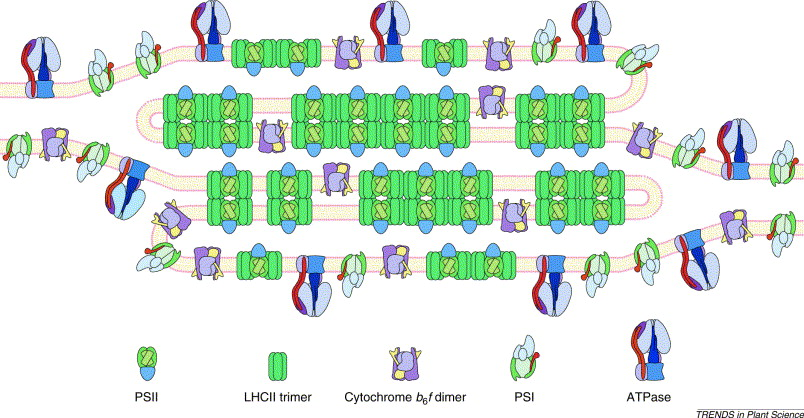 PSII LHCII trimer Cytochrome b6f dimer PSI ATPase
TRENDS in Plant Science